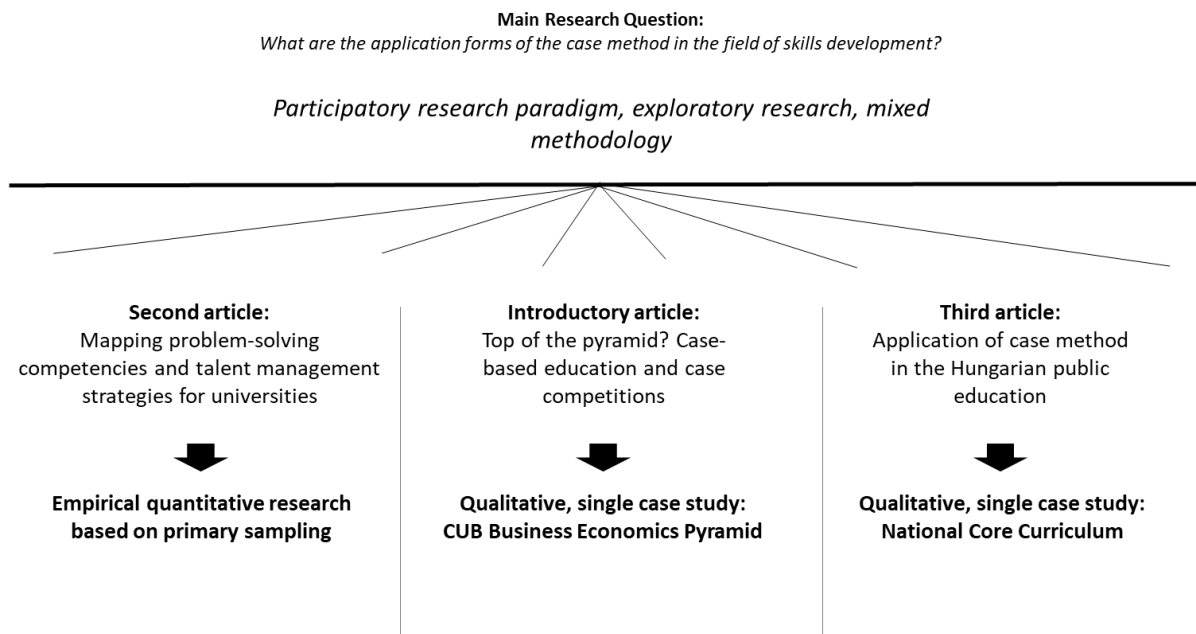 Main Research Question:
What are the application forms of the case method in the field of skills development?
Participatory research paradigm, exploratory research, mixed
methodology
Second article:
Mapping problem-solving
competencies and talent management
strategies for universities
Empirical quantitative research
based on primary sampling
Introductory article:
Top of the pyramid? Case-
based education and case
competitions
Qualitative, single case study:
CUB Business Economics Pyramid
Third article:
Application of case method
in the Hungarian public
education
Qualitative, single case study:
National Core Curriculum